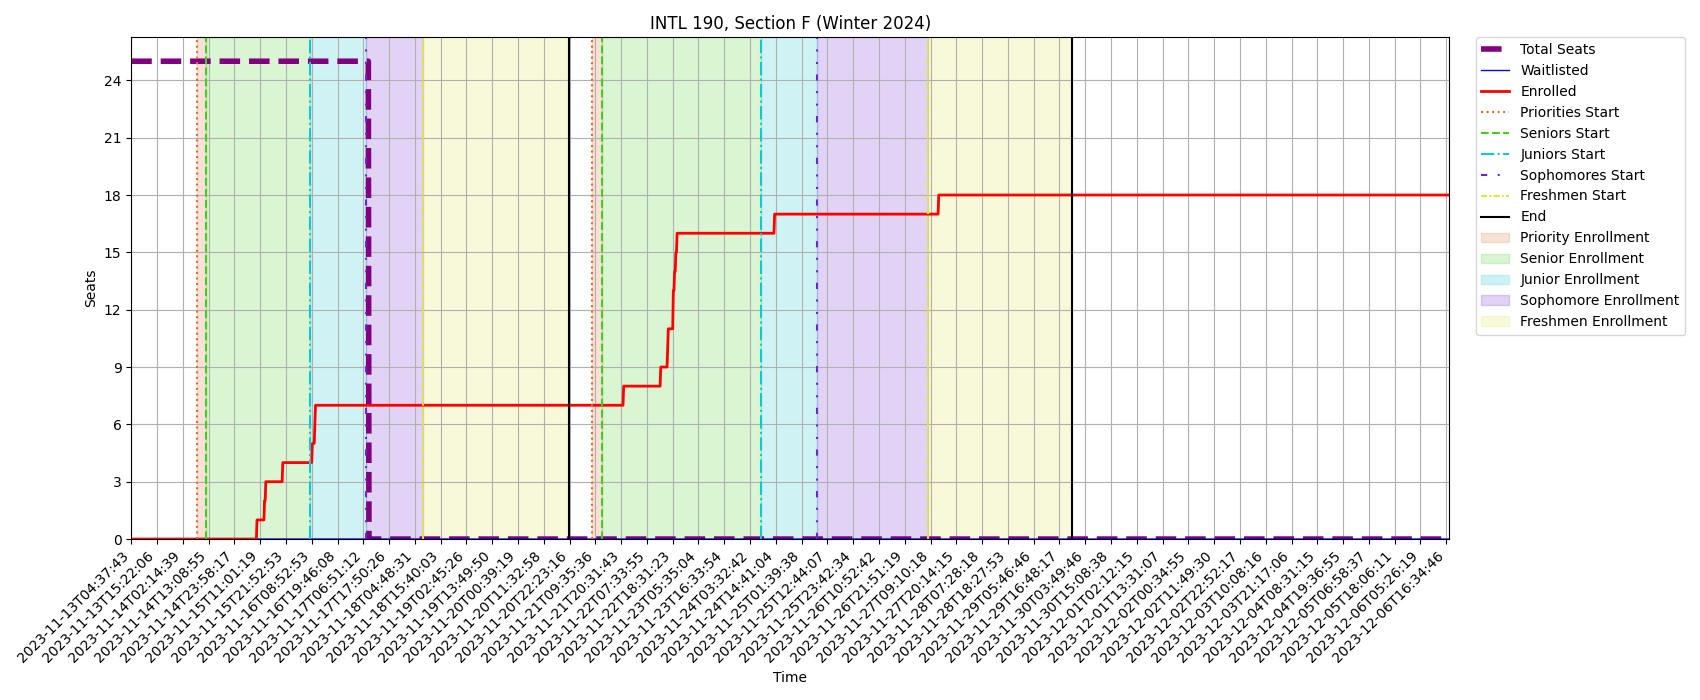 INTL 190, Section F (Winter 2024)
Total Seats
Waitlisted
Enrolled
Priorities Start
Seniors Start
Juniors Start
Sophomores Start
Freshmen Start
End
Priority Enrollment
Senior Enrollment
Junior Enrollment
Sophomore Enrollment
Freshmen Enrollment
Seats
24
21
18
15
12
9
6
3
0
2023-11-13T04:37:43
2023-11-13T15:22:06
2023-11-14T02:14:39
2023-11-14T13:08:55
2023-11-14T23:58:17
2023-11-15T11:01:19
2023-11-15T21:52:53
2023-11-16T08:52:53
2023-11-16T19:46:08
2023-11-17T06:51:12
2023-11-17T17:50:26
2023-11-18T04:48:31
2023-11-18T15:40:03
2023-11-19T02:45:26
2023-11-19T13:49:50
2023-11-20T00:39:19
2023-11-20T11:32:58
2023-11-20T22:23:16
2023-11-21T09:35:36
2023-11-21T20:31:43
2023-11-22T07:33:55
2023-11-22T18:31:23
2023-11-23T05:35:04
2023-11-23T16:33:54
2023-11-24T03:32:42
2023-11-24T14:41:04
2023-11-25T01:39:38
2023-11-25T12:44:07
2023-11-25T23:42:34
2023-11-26T10:52:42
2023-11-26T21:51:19
2023-11-27T09:10:18
2023-11-27T20:14:15
2023-11-28T07:28:18
2023-11-28T18:27:53
2023-11-29T05:46:46
2023-11-29T16:48:17
2023-11-30T03:49:46
2023-11-30T15:08:38
2023-12-01T02:12:15
2023-12-01T13:31:07
2023-12-02T00:34:55
2023-12-02T11:49:30
2023-12-02T22:52:17
2023-12-03T10:08:16
2023-12-03T21:17:06
2023-12-04T08:31:15
2023-12-04T19:36:55
2023-12-05T06:58:37
2023-12-05T18:06:11
2023-12-06T05:26:19
2023-12-06T16:34:46
Time